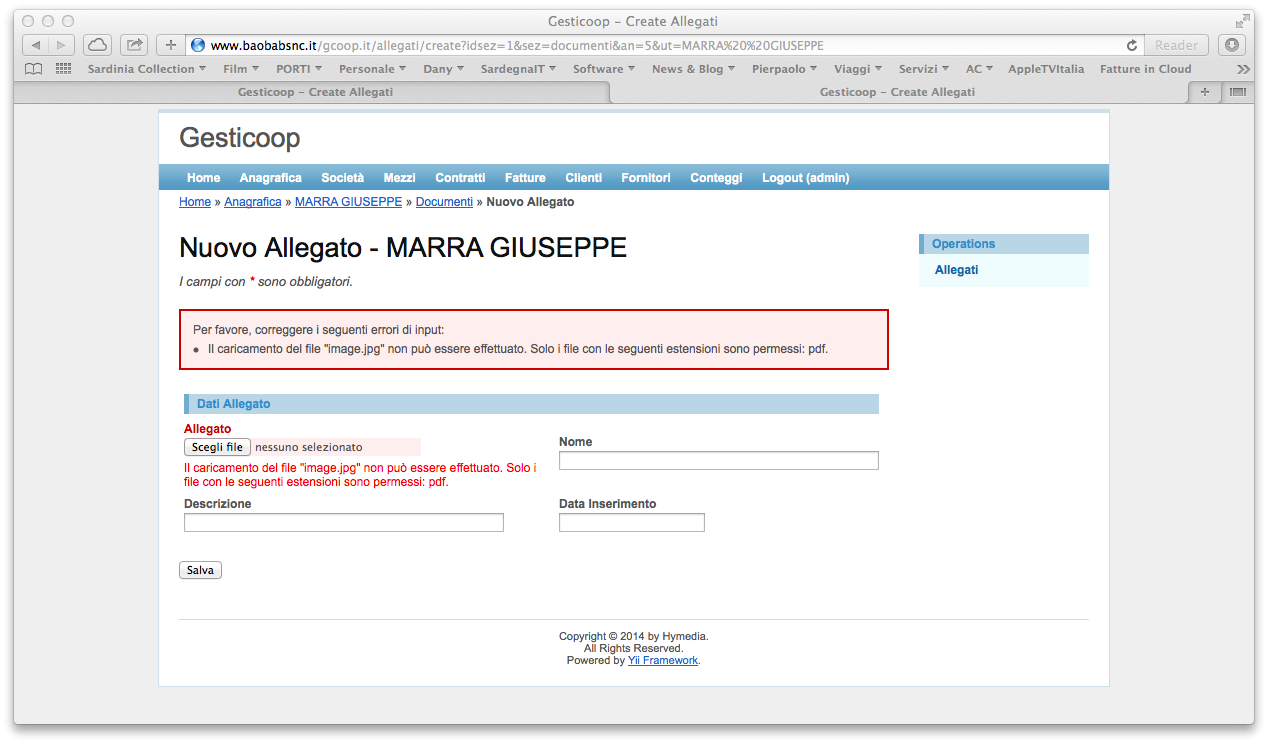 Gesticoop – Create Allegati
www.baobabsnc.it/gcoop.it/allegati/create?idsez=1&sez=documenti&an=5&ut=MARRA%20%20GIUSEPPE
Reader
Sardinia Collection Film PORTI Personale Dany SardegnaIT Software News & Blog Pierpaolo Viaggi Servizi AC AppleTVItalia Fatture in Cloud
Gesticoop – Create Allegati Gesticoop – Create Allegati
Gesticoop
Home Anagrafica Società Mezzi Contratti Fatture Clienti Fornitori Conteggi Logout (admin)
Home » Anagrafica » MARRA GIUSEPPE » Documenti » Nuovo Allegato
Nuovo Allegato - MARRA GIUSEPPE
Operations
Allegati
I campi con * sono obbligatori.
Per favore, correggere i seguenti errori di input:
• Il caricamento del file "image.jpg" non può essere effettuato. Solo i file con le seguenti estensioni sono permessi: pdf.
Dati Allegato
Allegato
Scegli file nessuno selezionato
Il caricamento del file "image.jpg" non può essere effettuato. Solo i
file con le seguenti estensioni sono permessi: pdf.
Nome
Descrizione
Data Inserimento
Salva
Copyright © 2014 by Hymedia.
All Rights Reserved.
Powered by Yii Framework.